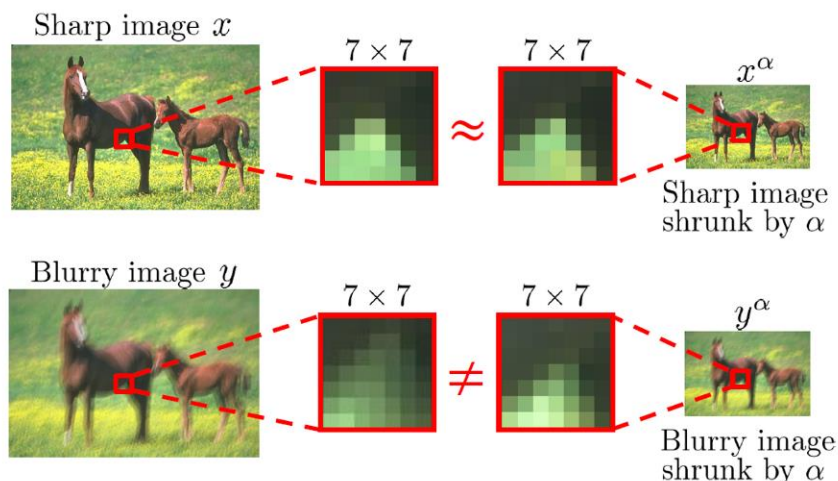 Sharp image x
7 × 7
7 × 7
≈
x^α
Sharp image
shrunk by α
Blurry image y
7 × 7
7 × 7
≠
y^α
Blurry image
shrunk by α